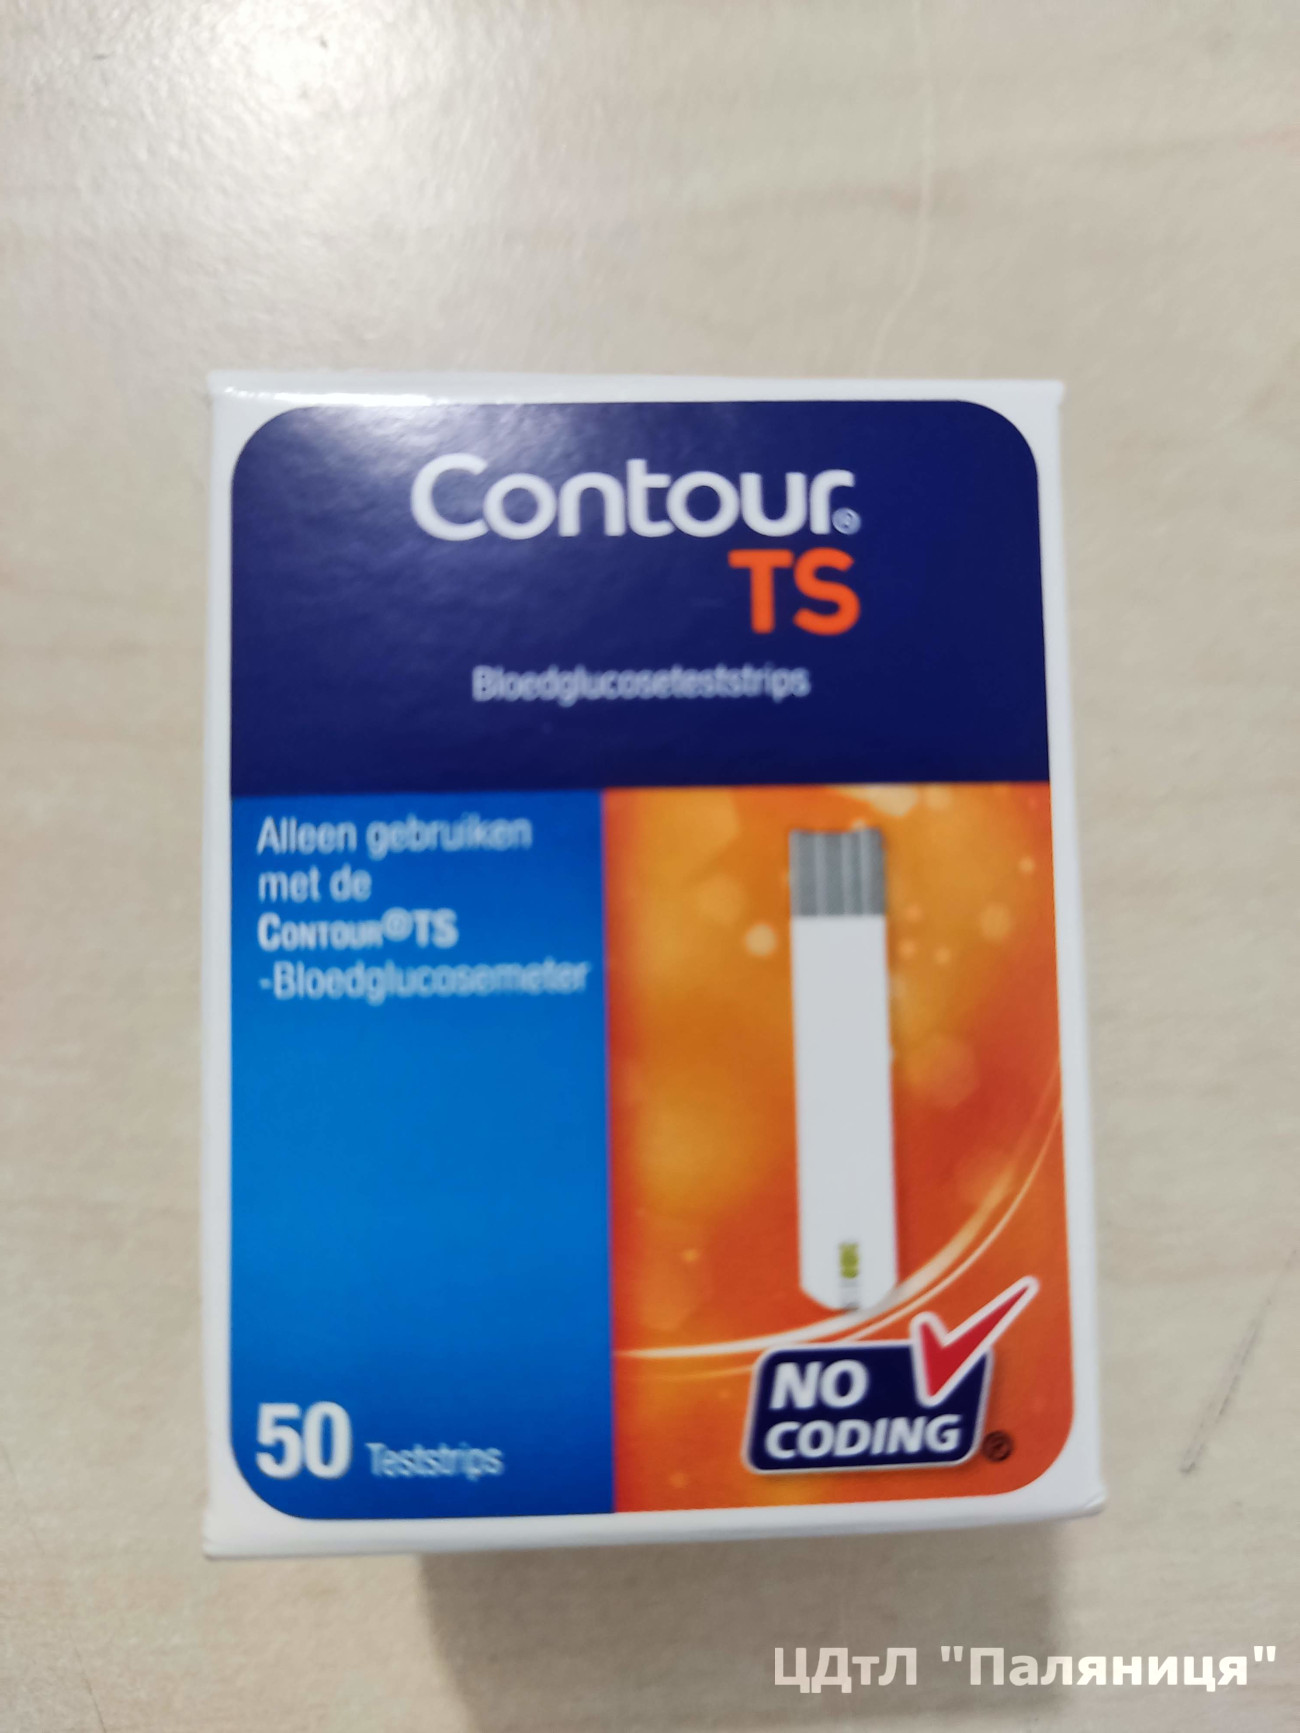 Contour®
TS
Bloedglucoseteststrips
Alleen gebruiken
met de
CONTOUR®TS
-Bloedglucosemeter
50 Teststrips
NO
CODING ®
ЦДтЛ "Паляниця"